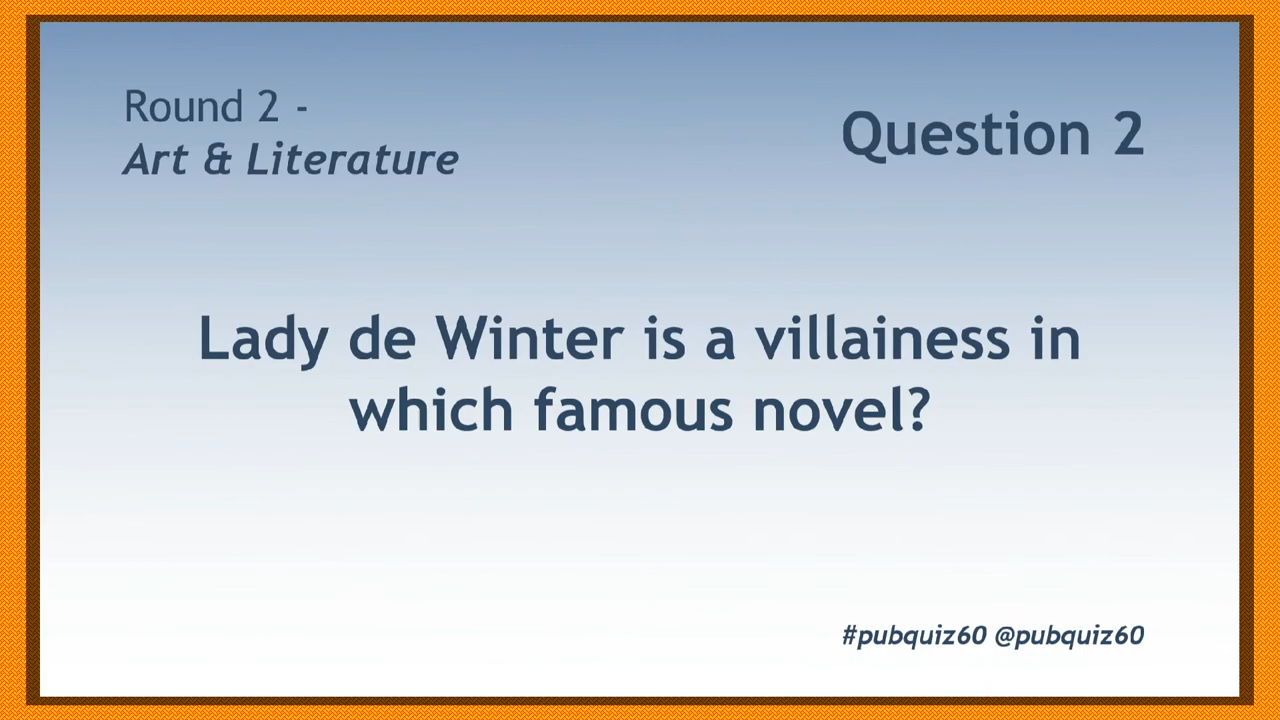 Round 2 -
Art & Literature
Question 2
Lady de Winter is a villainess in
which famous novel?
#pubquiz60 @pubquiz60